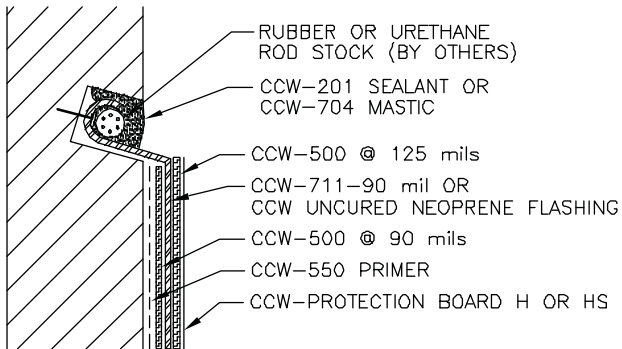 RUBBER OR URETHANE
ROD STOCK (BY OTHERS)
CCW-201 SEALANT OR
CCW-704 MASTIC
CCW-500 @ 125 mils
CCW-711-90 mil OR
CCW UNCURED NEOPRENE FLASHING
CCW-500 @ 90 mils
CCW-550 PRIMER
CCW-PROTECTION BOARD H OR HS